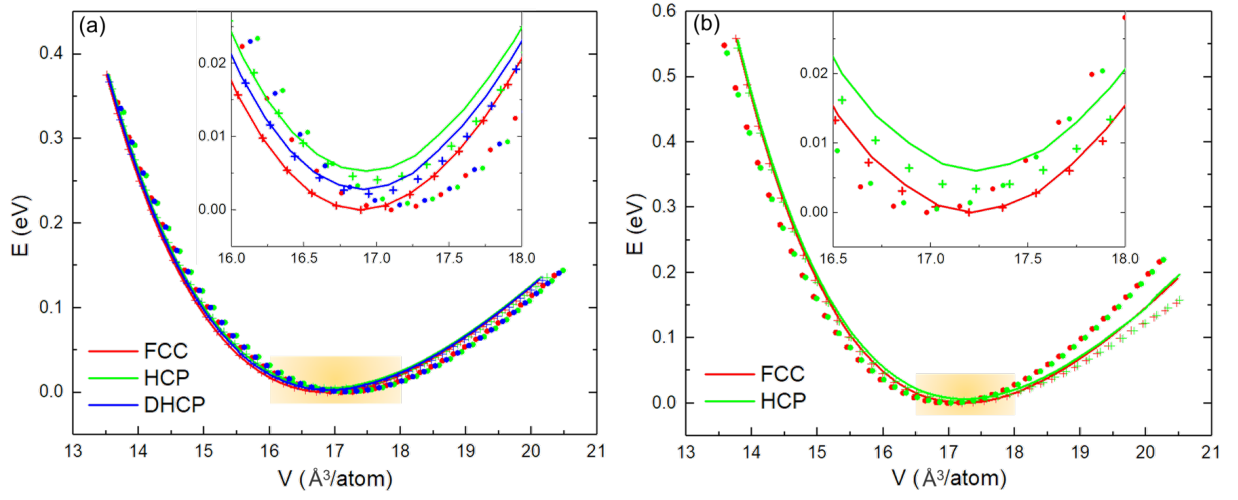 (a)
E (eV)
0.4
0.3
0.2
0.1
0.0
0.02
0.01
0.00
16.0 16.5 17.0 17.5 18.0
FCC
HCP
DHCP
13 14 15 16 17 18 19 20 21
V (Å³/atom)
(b)
E (eV)
0.6
0.5
0.4
0.3
0.2
0.1
0.0
0.02
0.01
0.00
16.5 17.0 17.5 18.0
FCC
HCP
13 14 15 16 17 18 19 20 21
V (Å³/atom)